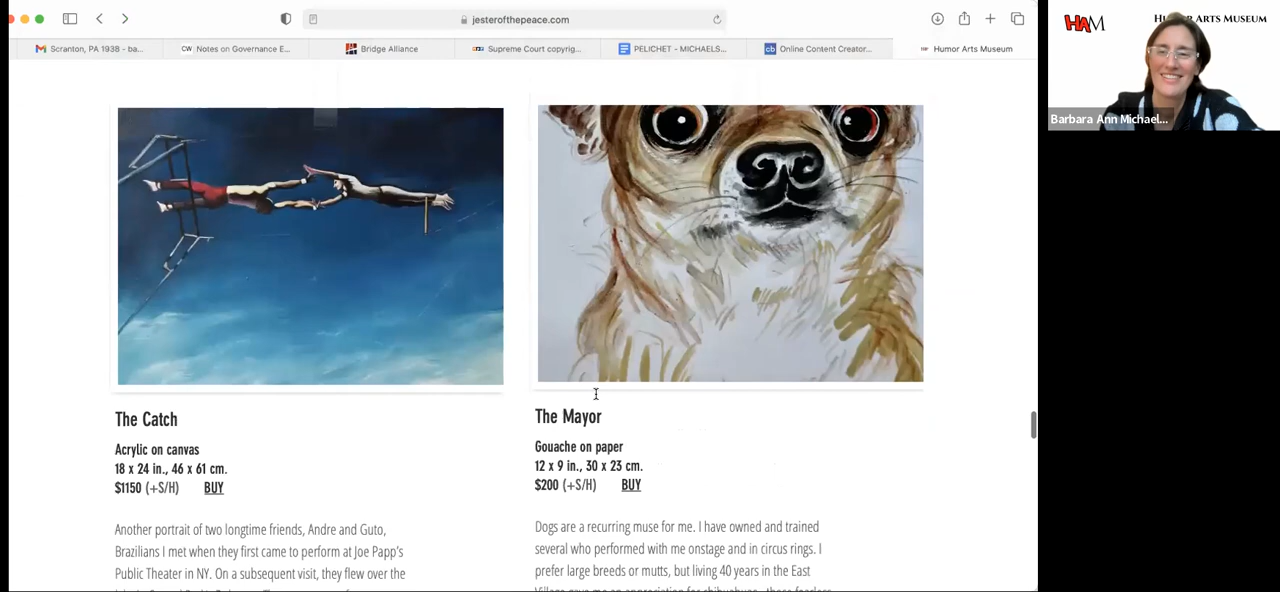 jesterofthepeace.com
Scranton, PA 1938 - ba...
Notes on Governance E...
Bridge Alliance
Supreme Court copyrig...
PELICHET - MICHAELS...
Online Content Creator...
Humor Arts Museum
CW
cb
HAM
HUMOR ARTS MUSEUM
Barbara Ann Michael...
The Catch
Acrylic on canvas
18 x 24 in., 46 x 61 cm.
$1150 (+S/H) BUY
Another portrait of two longtime friends, Andre and Guto,
Brazilians I met when they first came to perform at Joe Papp's
Public Theater in NY. On a subsequent visit, they flew over the
The Mayor
Gouache on paper
12 x 9 in., 30 x 23 cm.
$200 (+S/H) BUY
Dogs are a recurring muse for me. I have owned and trained
several who performed with me onstage and in circus rings. I
prefer large breeds or mutts, but living 40 years in the East